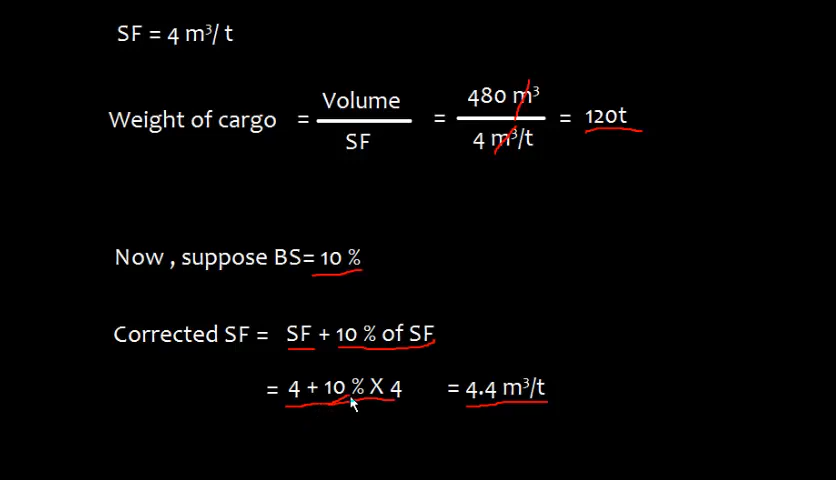 SF = 4 m³/ t
Weight of cargo = Volume / SF = 480 m³ / 4 m³/t = 120t
Now , suppose BS= 10 %
Corrected SF = SF + 10 % of SF
= 4 + 10 % X 4 = 4.4 m³/t